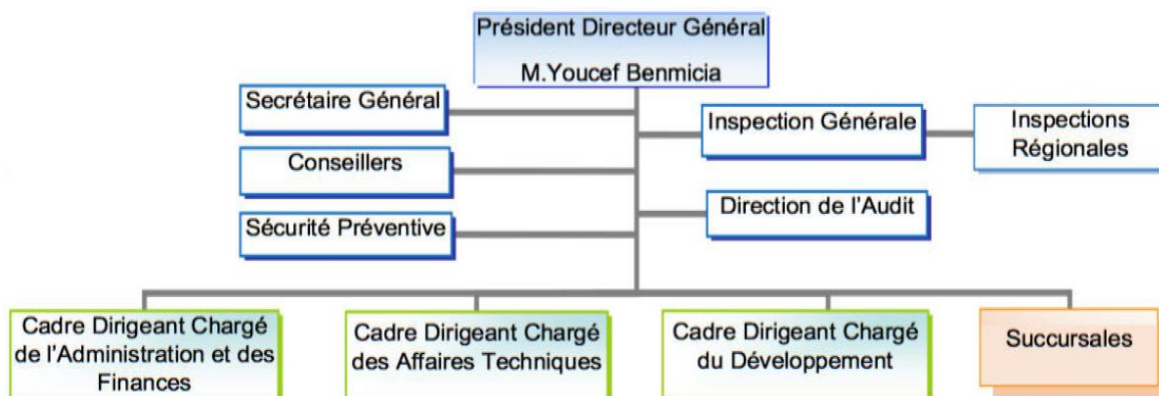 Président Directeur Général
M.Youcef Benmicia
Secrétaire Général
Inspection Générale
Inspections
Régionales
Conseillers
Direction de l'Audit
Sécurité Préventive
Cadre Dirigeant Chargé
de l'Administration et des
Finances
Cadre Dirigeant Chargé
des Affaires Techniques
Cadre Dirigeant Chargé
du Développement
Succursales